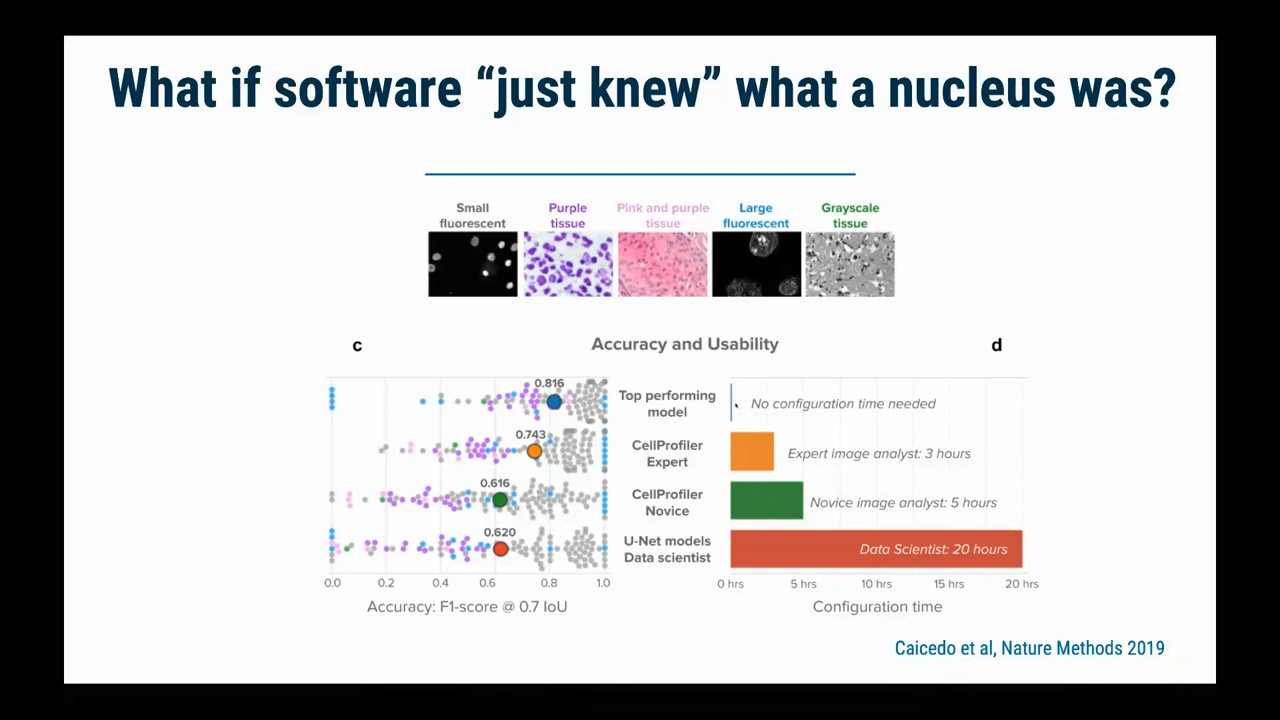 What if software “just knew” what a nucleus was?
Small fluorescent
Purple tissue
Pink and purple tissue
Large fluorescent
Grayscale tissue
c
Accuracy and Usability
d
0.816
Top performing model
No configuration time needed
0.743
CellProfiler Expert
Expert image analyst: 3 hours
0.616
CellProfiler Novice
Novice image analyst: 5 hours
0.620
U-Net models Data scientist
Data Scientist: 20 hours
0.0 0.2 0.4 0.6 0.8 1.0
0 hrs 5 hrs 10 hrs 15 hrs 20 hrs
Accuracy: F1-score @ 0.7 IoU
Configuration time
Caicedo et al, Nature Methods 2019